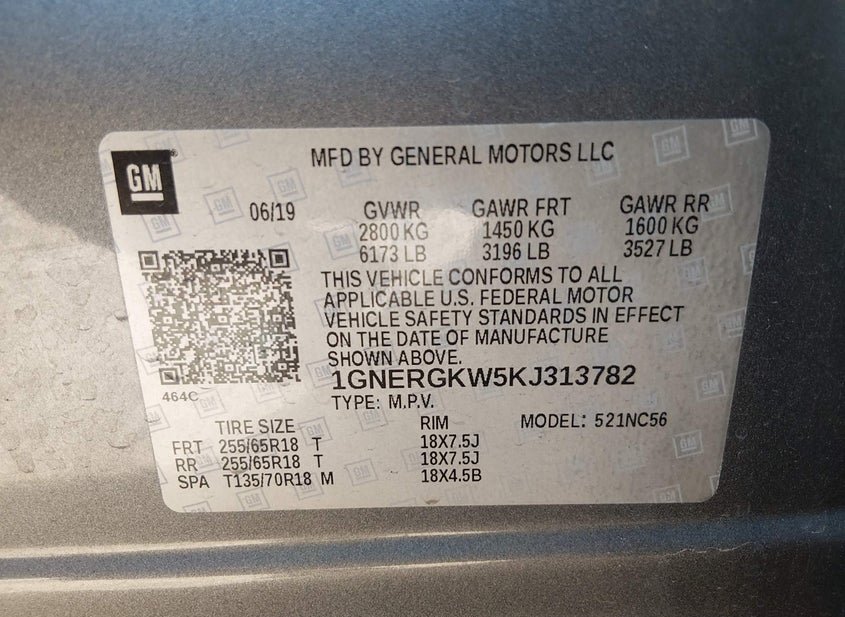 GM
MFD BY GENERAL MOTORS LLC
06/19 GVWR GAWR FRT GAWR RR
2800 KG 1450 KG 1600 KG
6173 LB 3196 LB 3527 LB
THIS VEHICLE CONFORMS TO ALL
APPLICABLE U.S. FEDERAL MOTOR
VEHICLE SAFETY STANDARDS IN EFFECT
ON THE DATE OF MANUFACTURE
SHOWN ABOVE.
464C
1GNERGKW5KJ313782
TYPE: M.P.V.
TIRE SIZE RIM MODEL: 521NC56
FRT 255/65R18 T 18X7.5J
RR 255/65R18 T 18X7.5J
SPA T135/70R18 M 18X4.5B